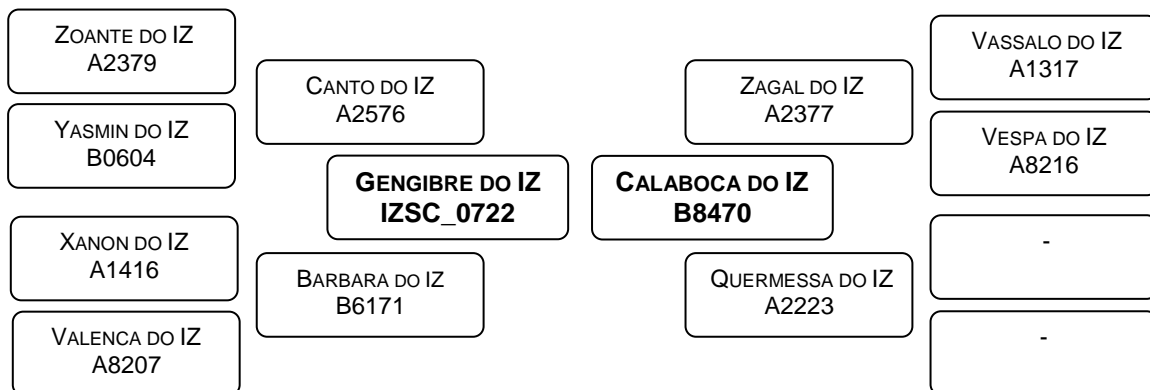 ZOANTE DO IZ
A2379
YASMIN DO IZ
B0604
XANON DO IZ
A1416
VALENCA DO IZ
A8207
CANTO DO IZ
A2576
BARBARA DO IZ
B6171
GENGIBRE DO IZ
IZSC_0722
CALABOCA DO IZ
B8470
ZAGAL DO IZ
A2377
QUERMESSA DO IZ
A2223
VASSALO DO IZ
A1317
VESPA DO IZ
A8216
-
-